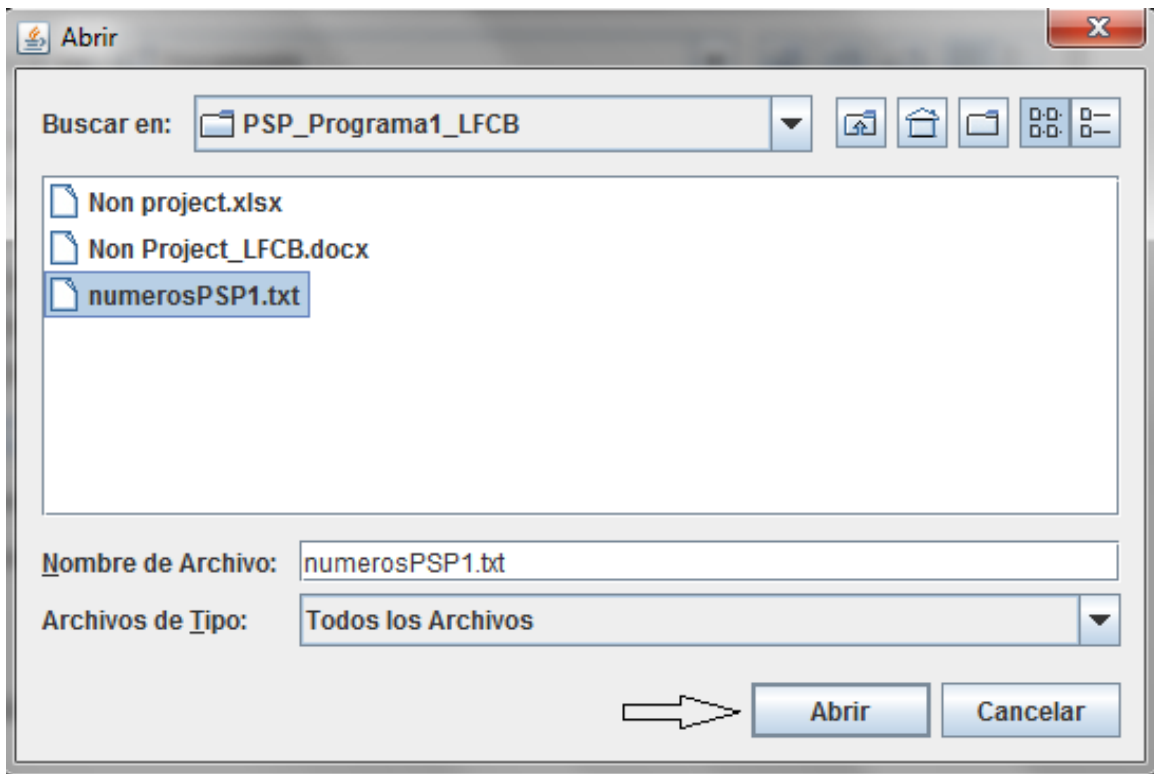 Abrir
Buscar en: PSP_Programa1_LFCB
Non project.xlsx
Non Project_LFCB.docx
numerosPSP1.txt
Nombre de Archivo: numerosPSP1.txt
Archivos de Tipo: Todos los Archivos
Abrir Cancelar